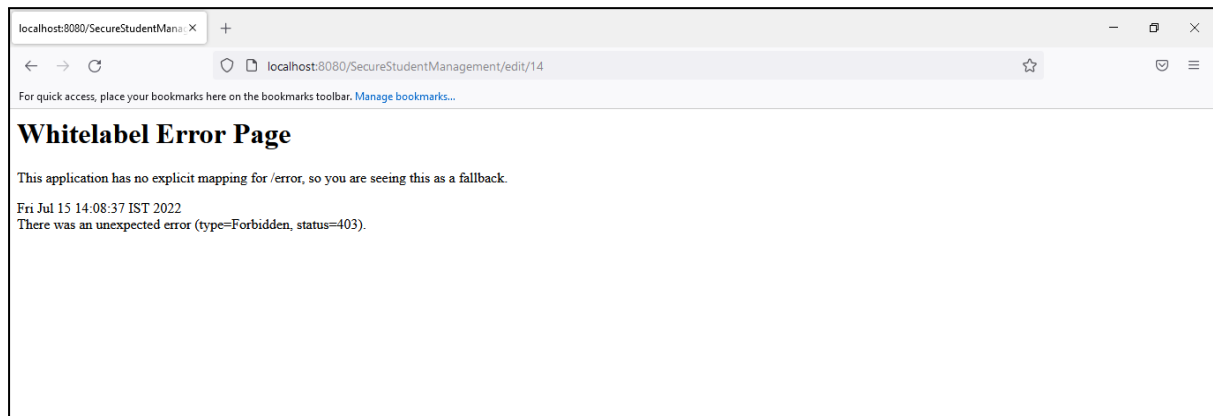 localhost:8080/SecureStudentMana
localhost:8080/SecureStudentManagement/edit/14
For quick access, place your bookmarks here on the bookmarks toolbar. Manage bookmarks...
Whitelabel Error Page
This application has no explicit mapping for /error, so you are seeing this as a fallback.
Fri Jul 15 14:08:37 IST 2022
There was an unexpected error (type=Forbidden, status=403).